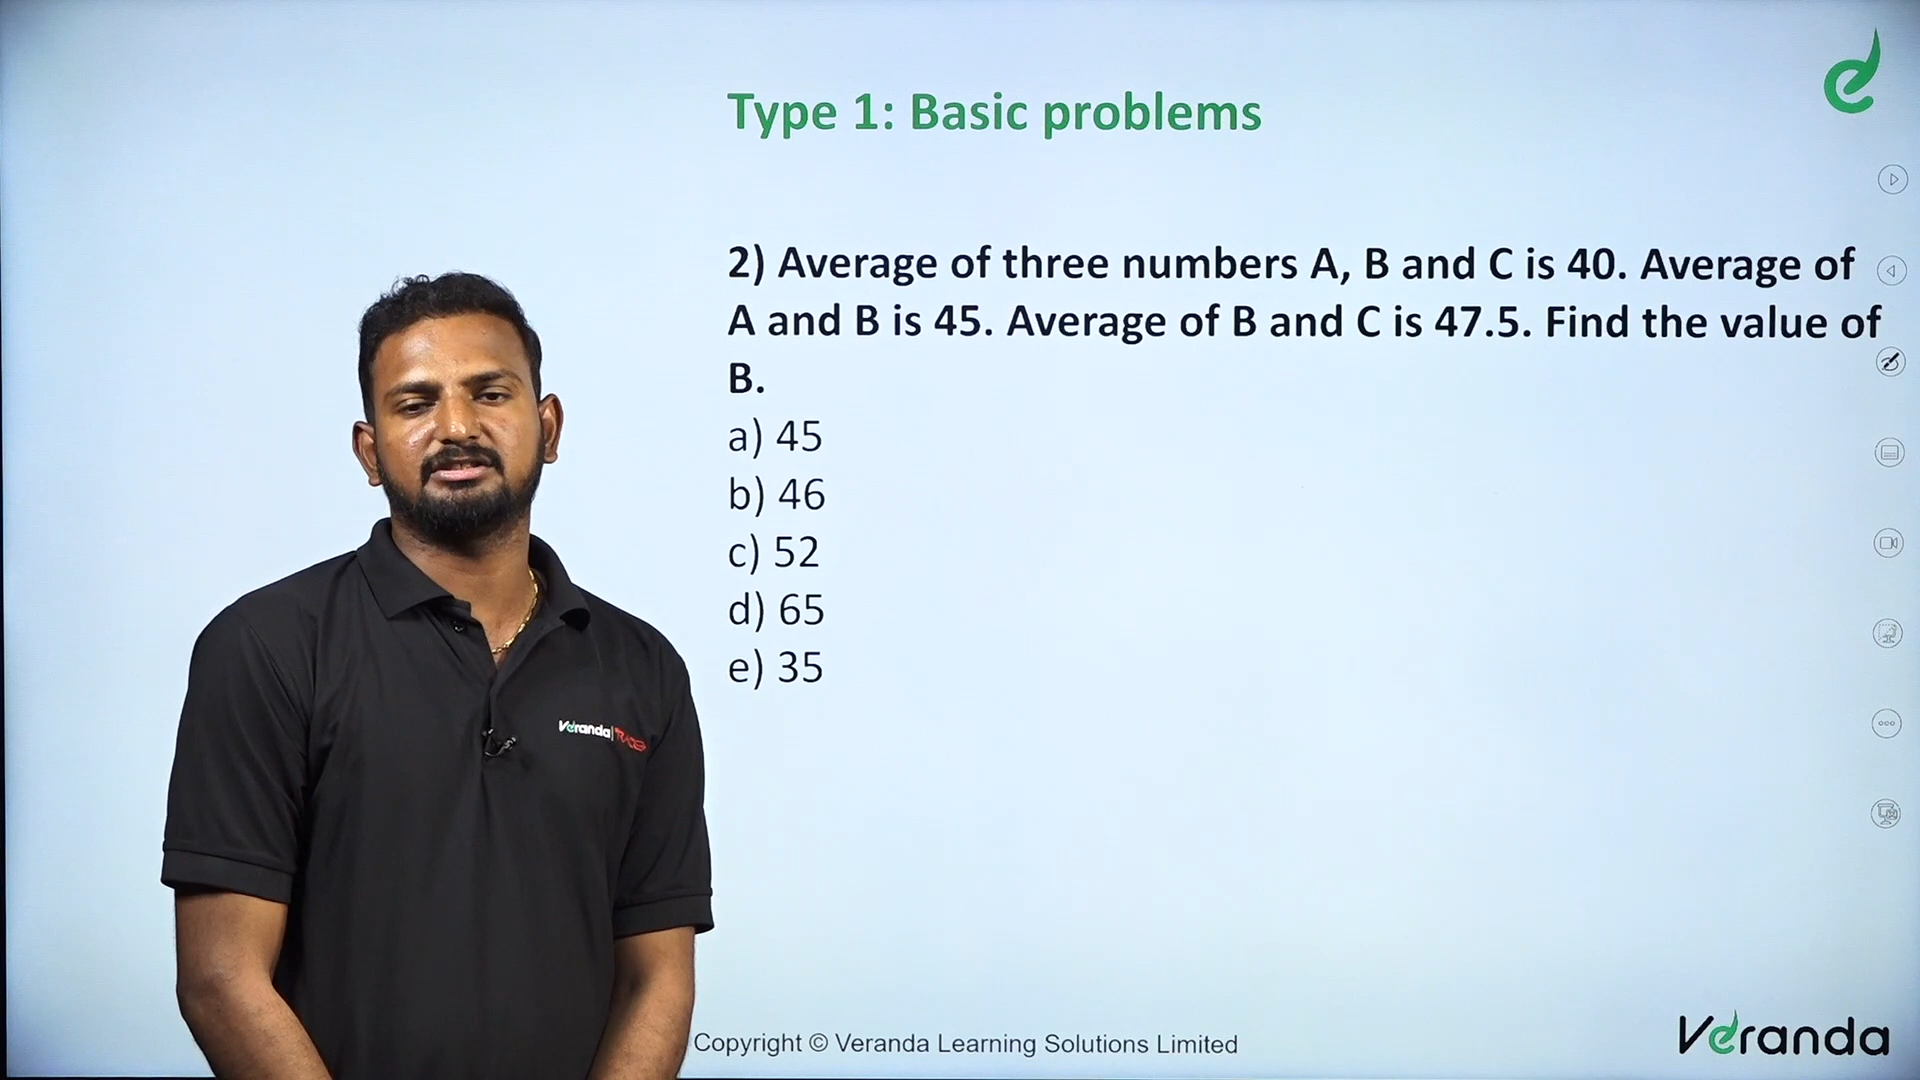 Type 1: Basic problems
2) Average of three numbers A, B and C is 40. Average of
A and B is 45. Average of B and C is 47.5. Find the value of
B.
a) 45
b) 46
c) 52
d) 65
e) 35
Veranda RACE
Copyright © Veranda Learning Solutions Limited
Veranda